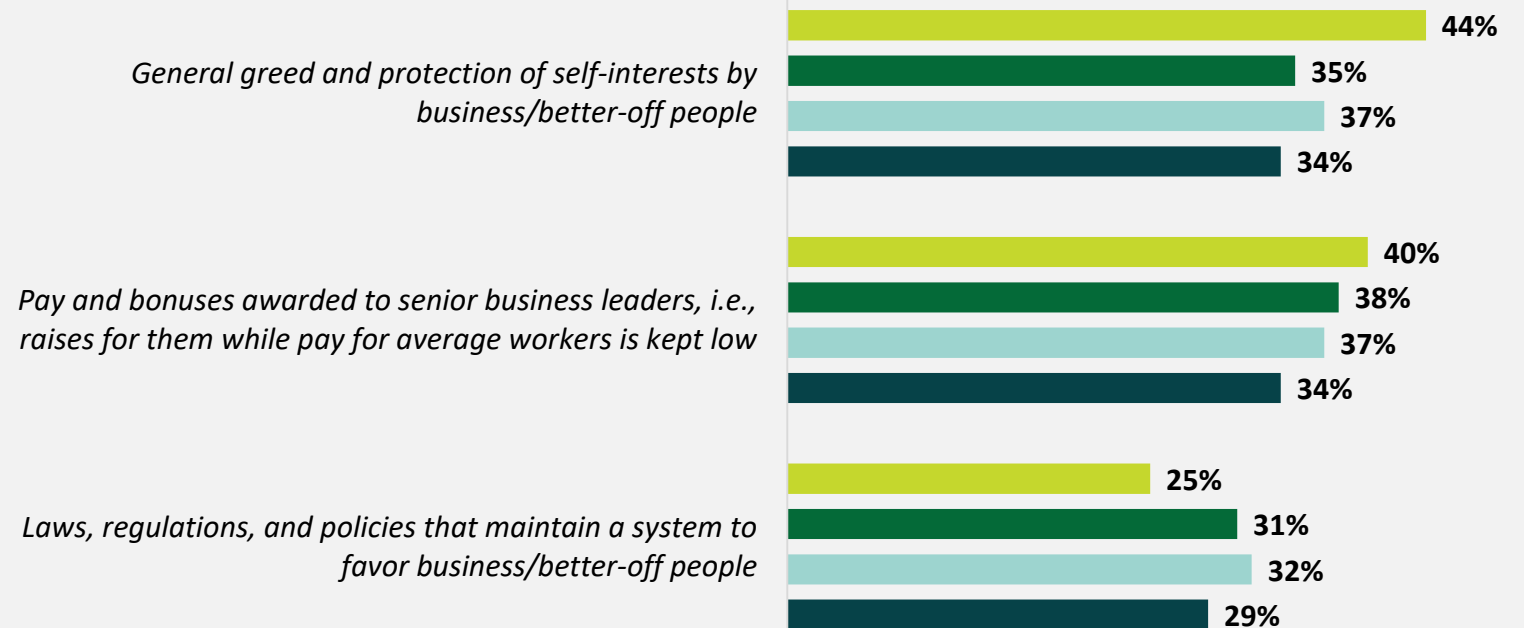 44%
General greed and protection of self-interests by
35%
business/better-off people
37%
34%
40%
Pay and bonuses awarded to senior business leaders, i.e.,
38%
raises for them while pay for average workers is kept low
37%
34%
25%
Laws, regulations, and policies that maintain a system to
31%
favor business/better-off people
32%
29%